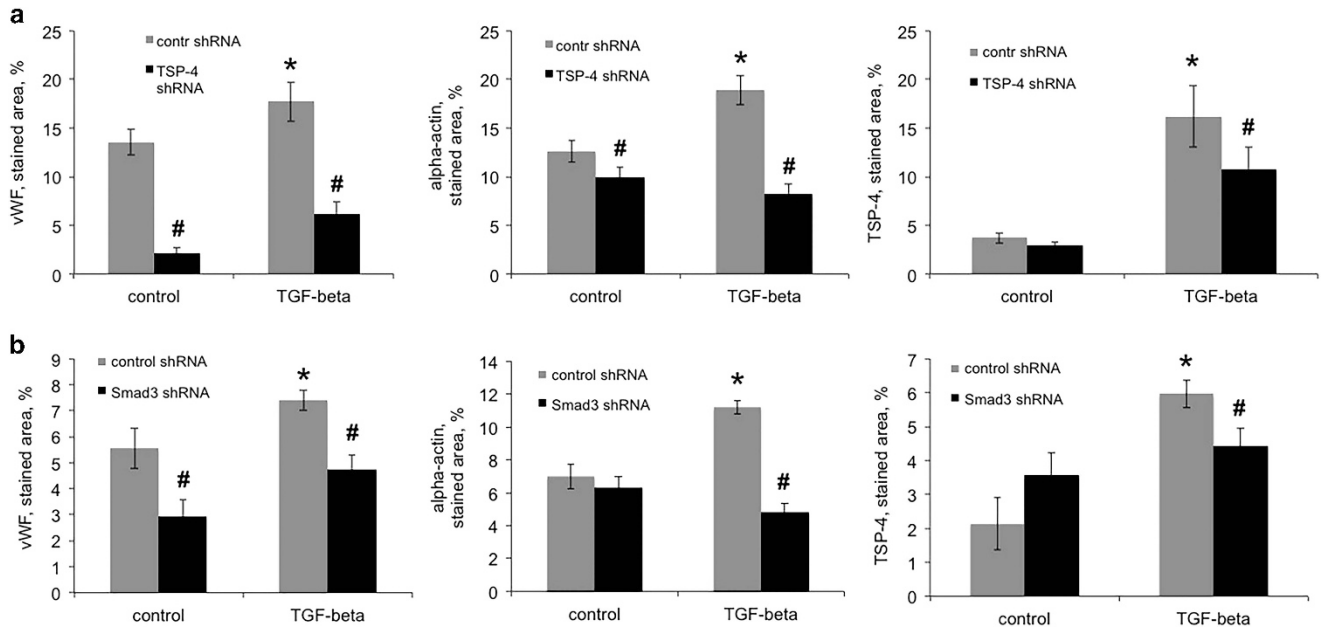 a
vWF, stained area, %
25
20
15
10
5
0
contr shRNA
TSP-4
shRNA
*
#
#
control
TGF-beta
alpha-actin,
stained area, %
25
20
15
10
5
0
contr shRNA
TSP-4 shRNA
*
#
#
control
TGF-beta
TSP-4, stained area, %
25
20
15
10
5
0
contr shRNA
TSP-4 shRNA
*
#
control
TGF-beta
b
vWF, stained area, %
9
8
7
6
5
4
3
2
1
0
control shRNA
Smad3 shRNA
*
#
#
control
TGF-beta
alpha-actin,
stained area, %
14
12
10
8
6
4
2
0
control shRNA
Smad3 shRNA
*
#
control
TGF-beta
TSP-4, stained area, %
7
6
5
4
3
2
1
0
control shRNA
Smad3 shRNA
*
#
control
TGF-beta